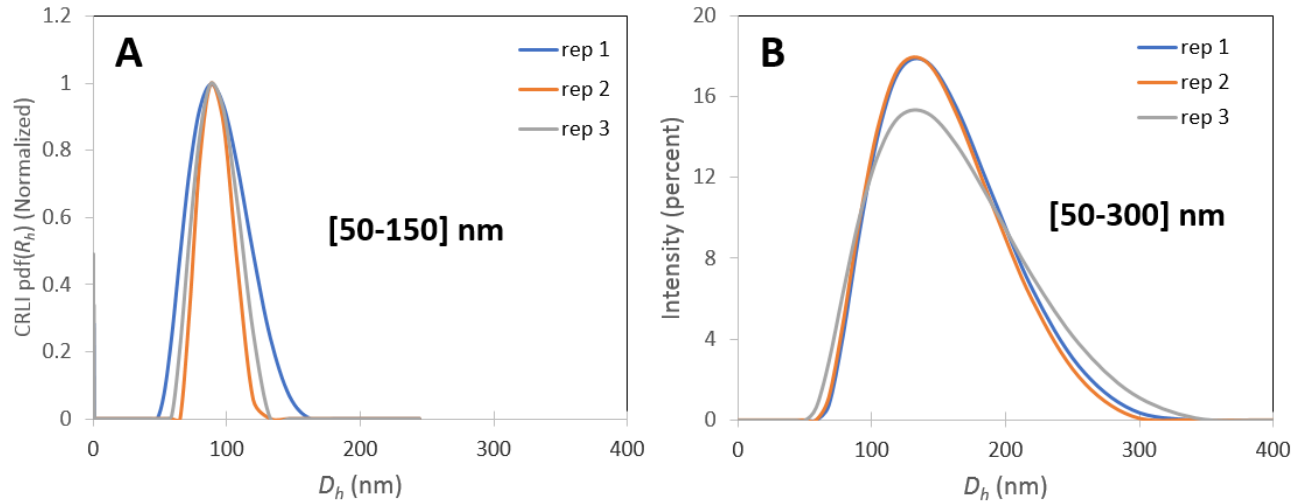 A
CRLI pdf(Rh) (Normalized)
1.2
1
0.8
0.6
0.4
0.2
0
rep 1
rep 2
rep 3
[50-150] nm
0 100 200 300 400
Dh (nm)
B
Intensity (percent)
20
16
12
8
4
0
rep 1
rep 2
rep 3
[50-300] nm
0 100 200 300 400
Dh (nm)